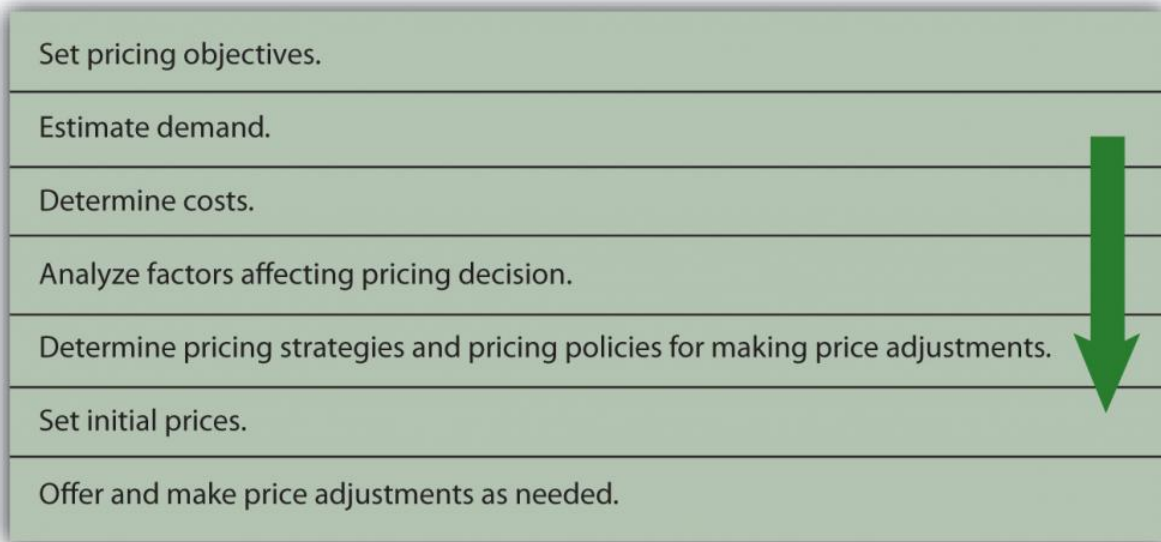 Set pricing objectives.
Estimate demand.
Determine costs.
Analyze factors affecting pricing decision.
Determine pricing strategies and pricing policies for making price adjustments.
Set initial prices.
Offer and make price adjustments as needed.